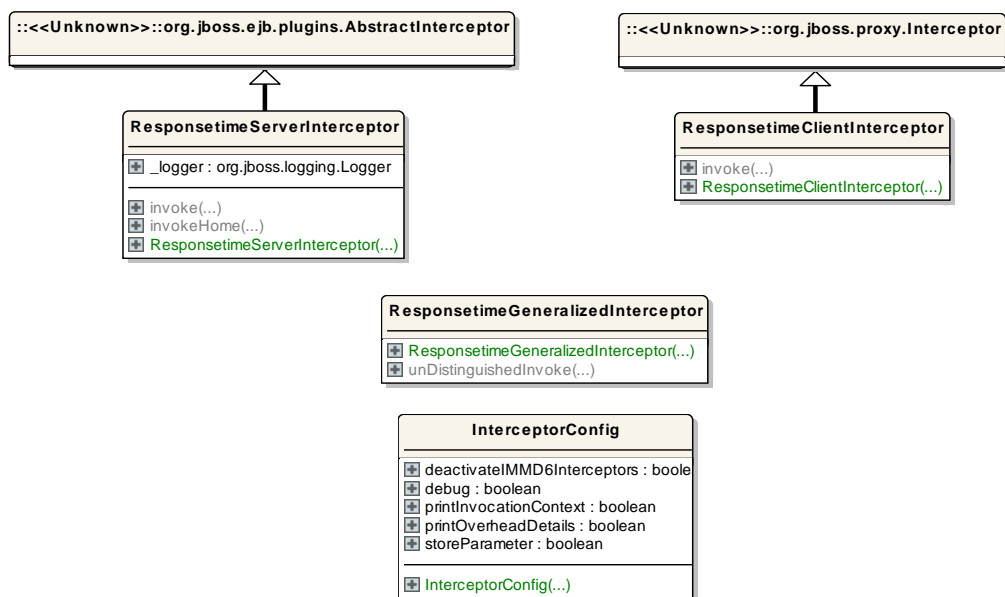 ::<<Unknown>>::org.jboss.ejb.plugins.AbstractInterceptor
ResponsetimeServerInterceptor
_logger : org.jboss.logging.Logger
invoke(...)
invokeHome(...)
ResponsetimeServerInterceptor(...)
::<<Unknown>>::org.jboss.proxy.Interceptor
ResponsetimeClientInterceptor
invoke(...)
ResponsetimeClientInterceptor(...)
ResponsetimeGeneralizedInterceptor
ResponsetimeGeneralizedInterceptor(...)
unDistinguishedInvoke(...)
InterceptorConfig
deactivateIMMD6Interceptors : boole
debug : boolean
printInvocationContext : boolean
printOverheadDetails : boolean
storeParameter : boolean
InterceptorConfig(...)